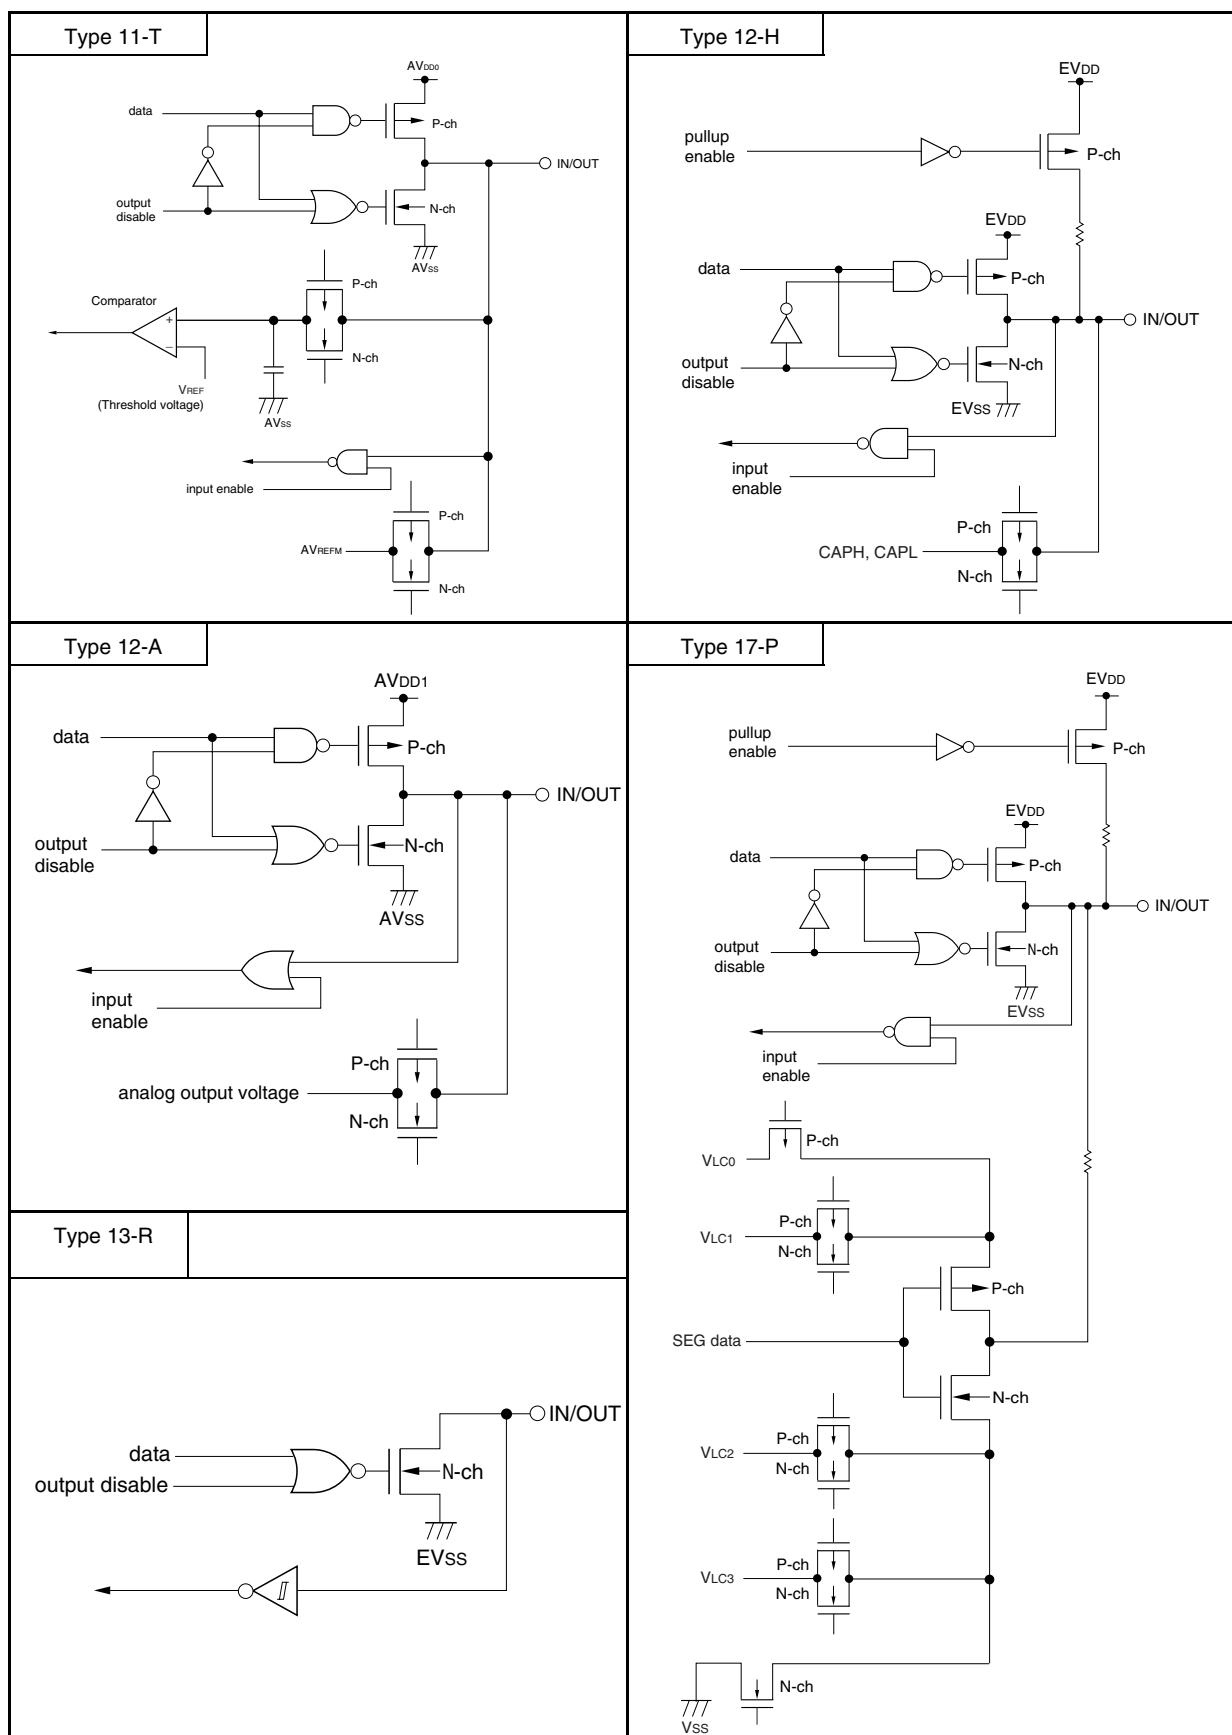 Type 11-T
AVDD0
data
P-ch
IN/OUT
output
disable
N-ch
AVSS
P-ch
Comparator
+
−
N-ch
VREF
(Threshold voltage)
AVSS
input enable
P-ch
AVREFM
N-ch
Type 12-H
EVDD
pullup
enable
P-ch
EVDD
data
P-ch
IN/OUT
output
disable
N-ch
EVSS
input
enable
P-ch
CAPH, CAPL
N-ch
Type 12-A
AVDD1
data
P-ch
IN/OUT
output
disable
N-ch
AVSS
input
enable
P-ch
analog output voltage
N-ch
Type 13-R
IN/OUT
data
N-ch
output disable
EVSS
Type 17-P
EVDD
pullup
enable
P-ch
EVDD
data
P-ch
IN/OUT
output
disable
N-ch
EVSS
input
enable
P-ch
VLC0
P-ch
VLC1
N-ch
P-ch
SEG data
N-ch
P-ch
VLC2
N-ch
P-ch
VLC3
N-ch
N-ch
VSS